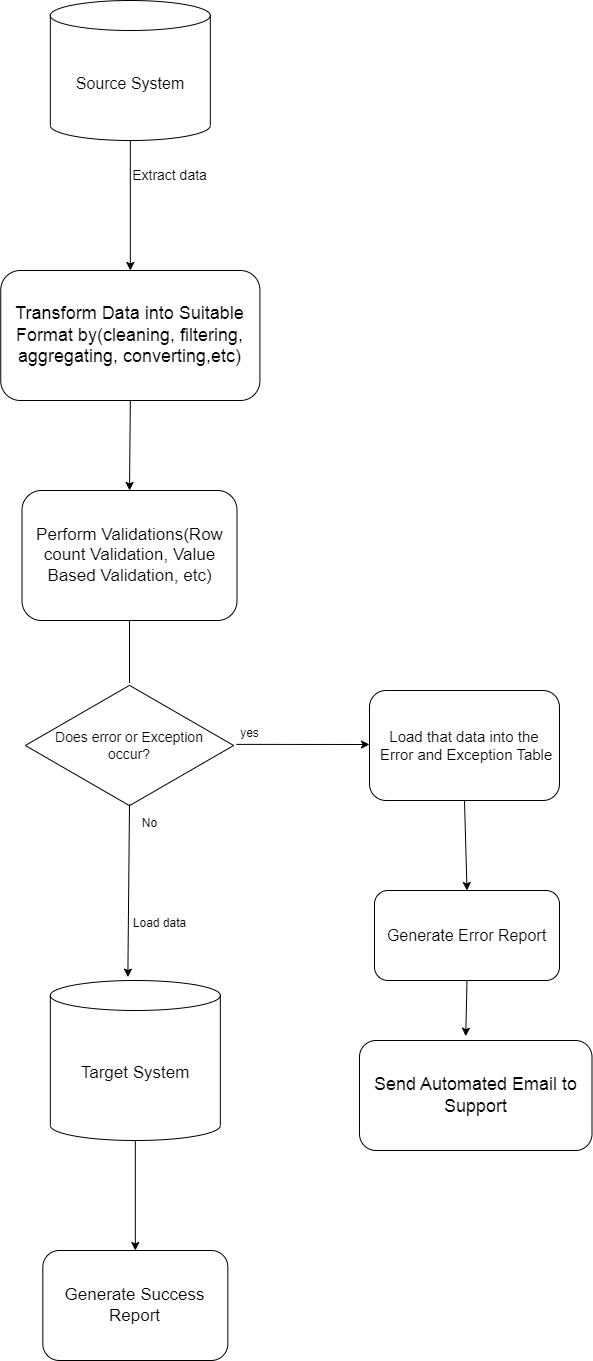 Source System
Extract data
Transform Data into Suitable
Format by(cleaning, filtering,
aggregating, converting,etc)
Perform Validations(Row
count Validation, Value
Based Validation, etc)
Does error or Exception
occur?
yes
Load that data into the
Error and Exception Table
No
Load data
Generate Error Report
Target System
Send Automated Email to
Support
Generate Success
Report